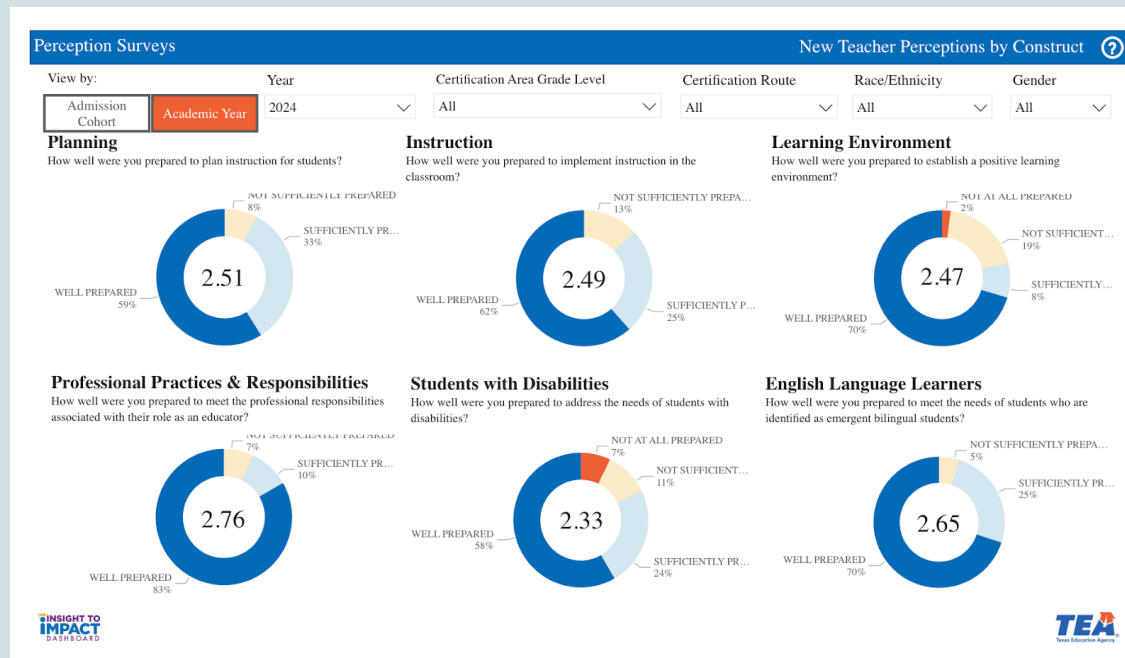 Perception Surveys
New Teacher Perceptions by Construct
?
View by:
Admission
Cohort
Academic Year
Year
2024
Certification Area Grade Level
All
Certification Route
All
Race/Ethnicity
All
Gender
All
Planning
How well were you prepared to plan instruction for students?
NOT SUFFICIENTLY PREPARED
8%
SUFFICIENTLY PR...
33%
2.51
WELL PREPARED
59%
Instruction
How well were you prepared to implement instruction in the
classroom?
NOT SUFFICIENTLY PREPA...
13%
2.49
WELL PREPARED
62%
SUFFICIENTLY P...
25%
Learning Environment
How well were you prepared to establish a positive learning
environment?
NOT AT ALL PREPARED
2%
NOT SUFFICIENT...
19%
2.47
SUFFICIENTLY...
8%
WELL PREPARED
70%
Professional Practices & Responsibilities
How well were you prepared to meet the professional responsibilities
associated with their role as an educator?
NOT SUFFICIENTLY PREPARED
7%
SUFFICIENTLY PR...
10%
2.76
WELL PREPARED
83%
Students with Disabilities
How well were you prepared to address the needs of students with
disabilities?
NOT AT ALL PREPARED
7%
NOT SUFFICIENT...
11%
2.33
WELL PREPARED
58%
SUFFICIENTLY PR...
24%
English Language Learners
How well were you prepared to meet the needs of students who are
identified as emergent bilingual students?
NOT SUFFICIENTLY PREPA...
5%
SUFFICIENTLY PR...
25%
2.65
WELL PREPARED
70%
INSIGHT TO
IMPACT
DASHBOARD
TEA
Texas Education Agency